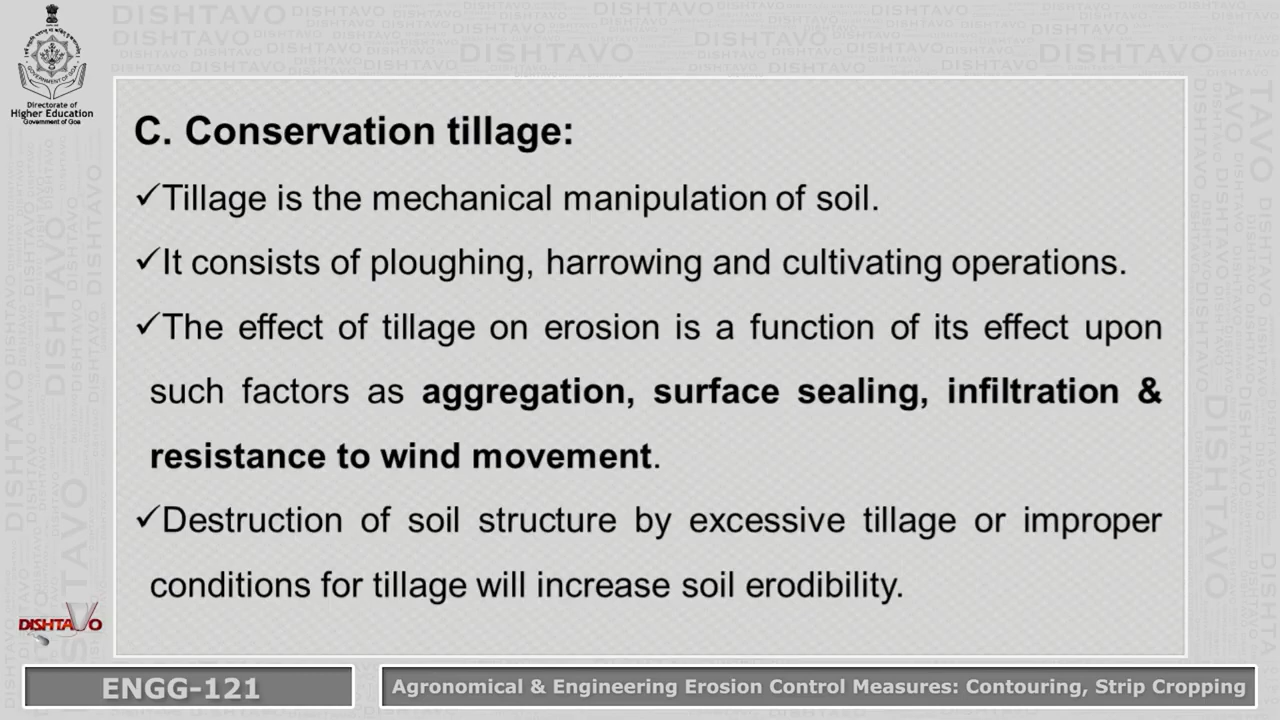 DISHTAVO
Directorate of
Higher Education
Government of Goa
C. Conservation tillage:
✓Tillage is the mechanical manipulation of soil.
✓It consists of ploughing, harrowing and cultivating operations.
✓The effect of tillage on erosion is a function of its effect upon
such factors as aggregation, surface sealing, infiltration &
resistance to wind movement.
✓Destruction of soil structure by excessive tillage or improper
conditions for tillage will increase soil erodibility.
DISHTAVO
ENGG-121
Agronomical & Engineering Erosion Control Measures: Contouring, Strip Cropping